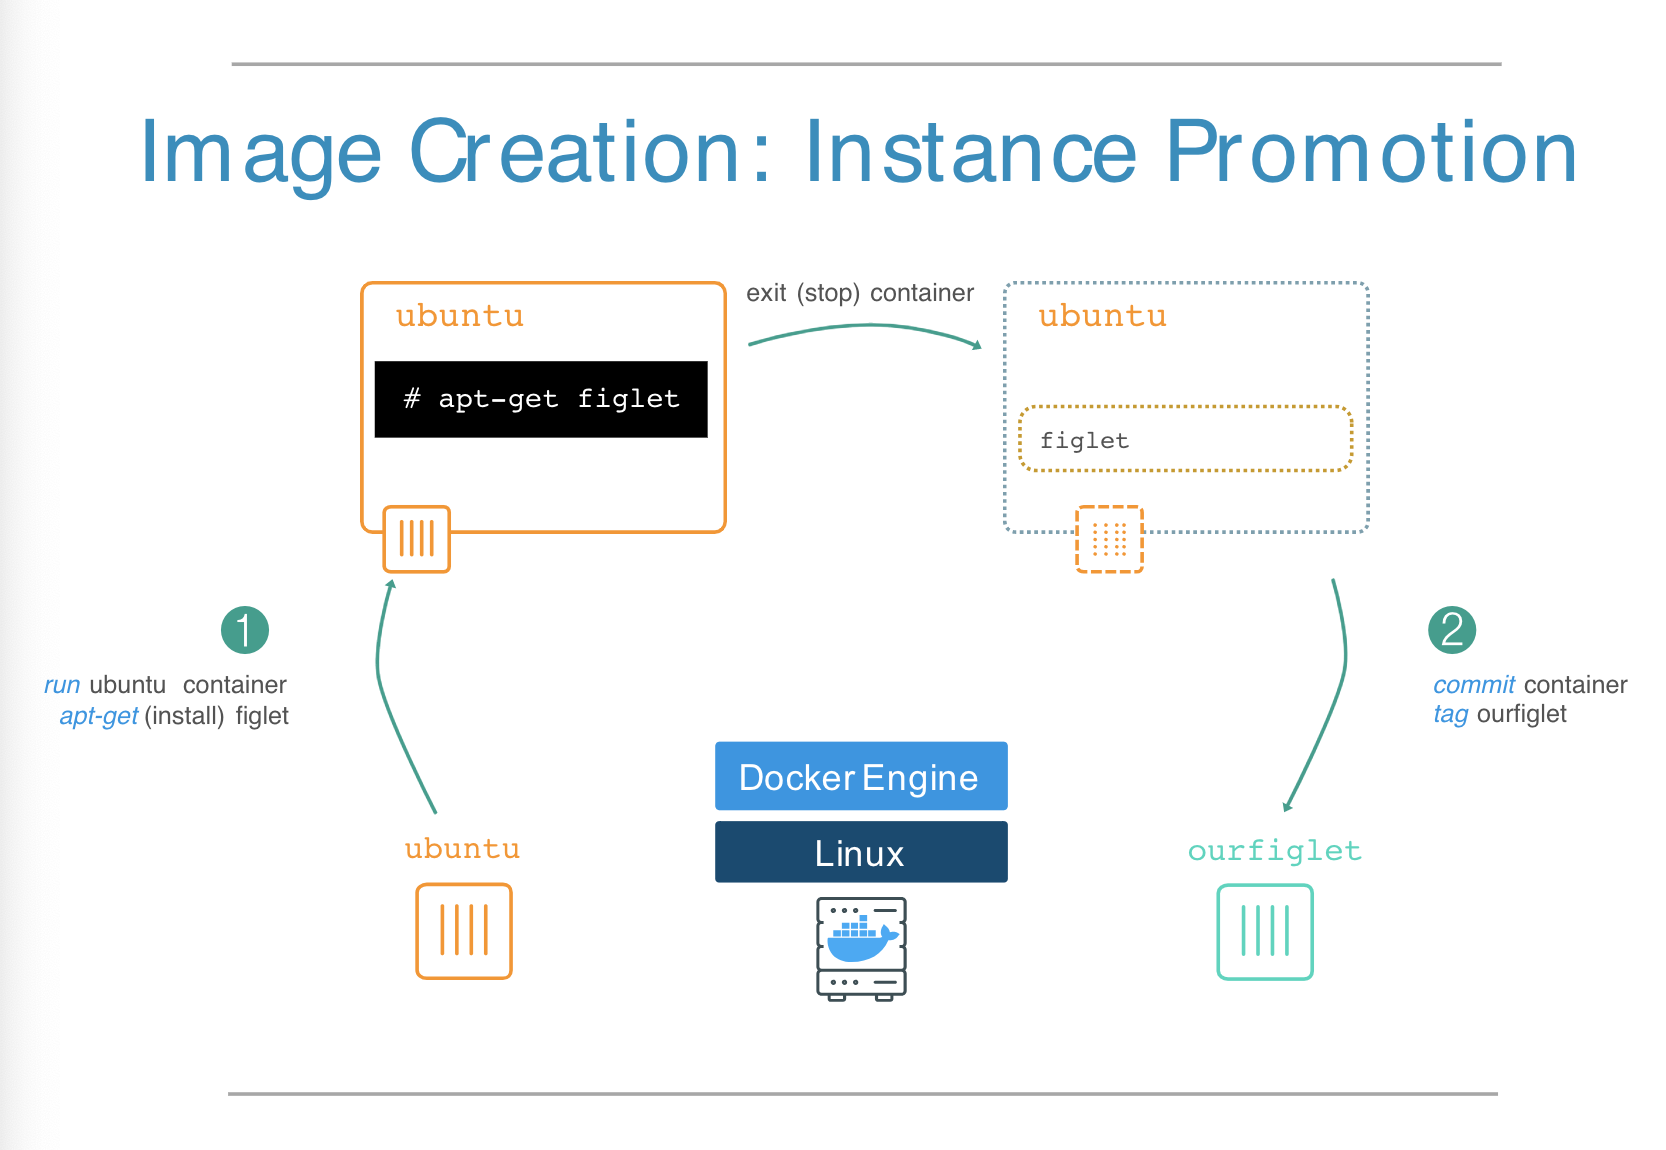 Image Creation: Instance Promotion
ubuntu
# apt-get figlet
exit (stop) container
ubuntu
figlet
1
run ubuntu container
apt-get (install) figlet
2
commit container
tag ourfiglet
Docker Engine
Linux
ubuntu
ourfiglet